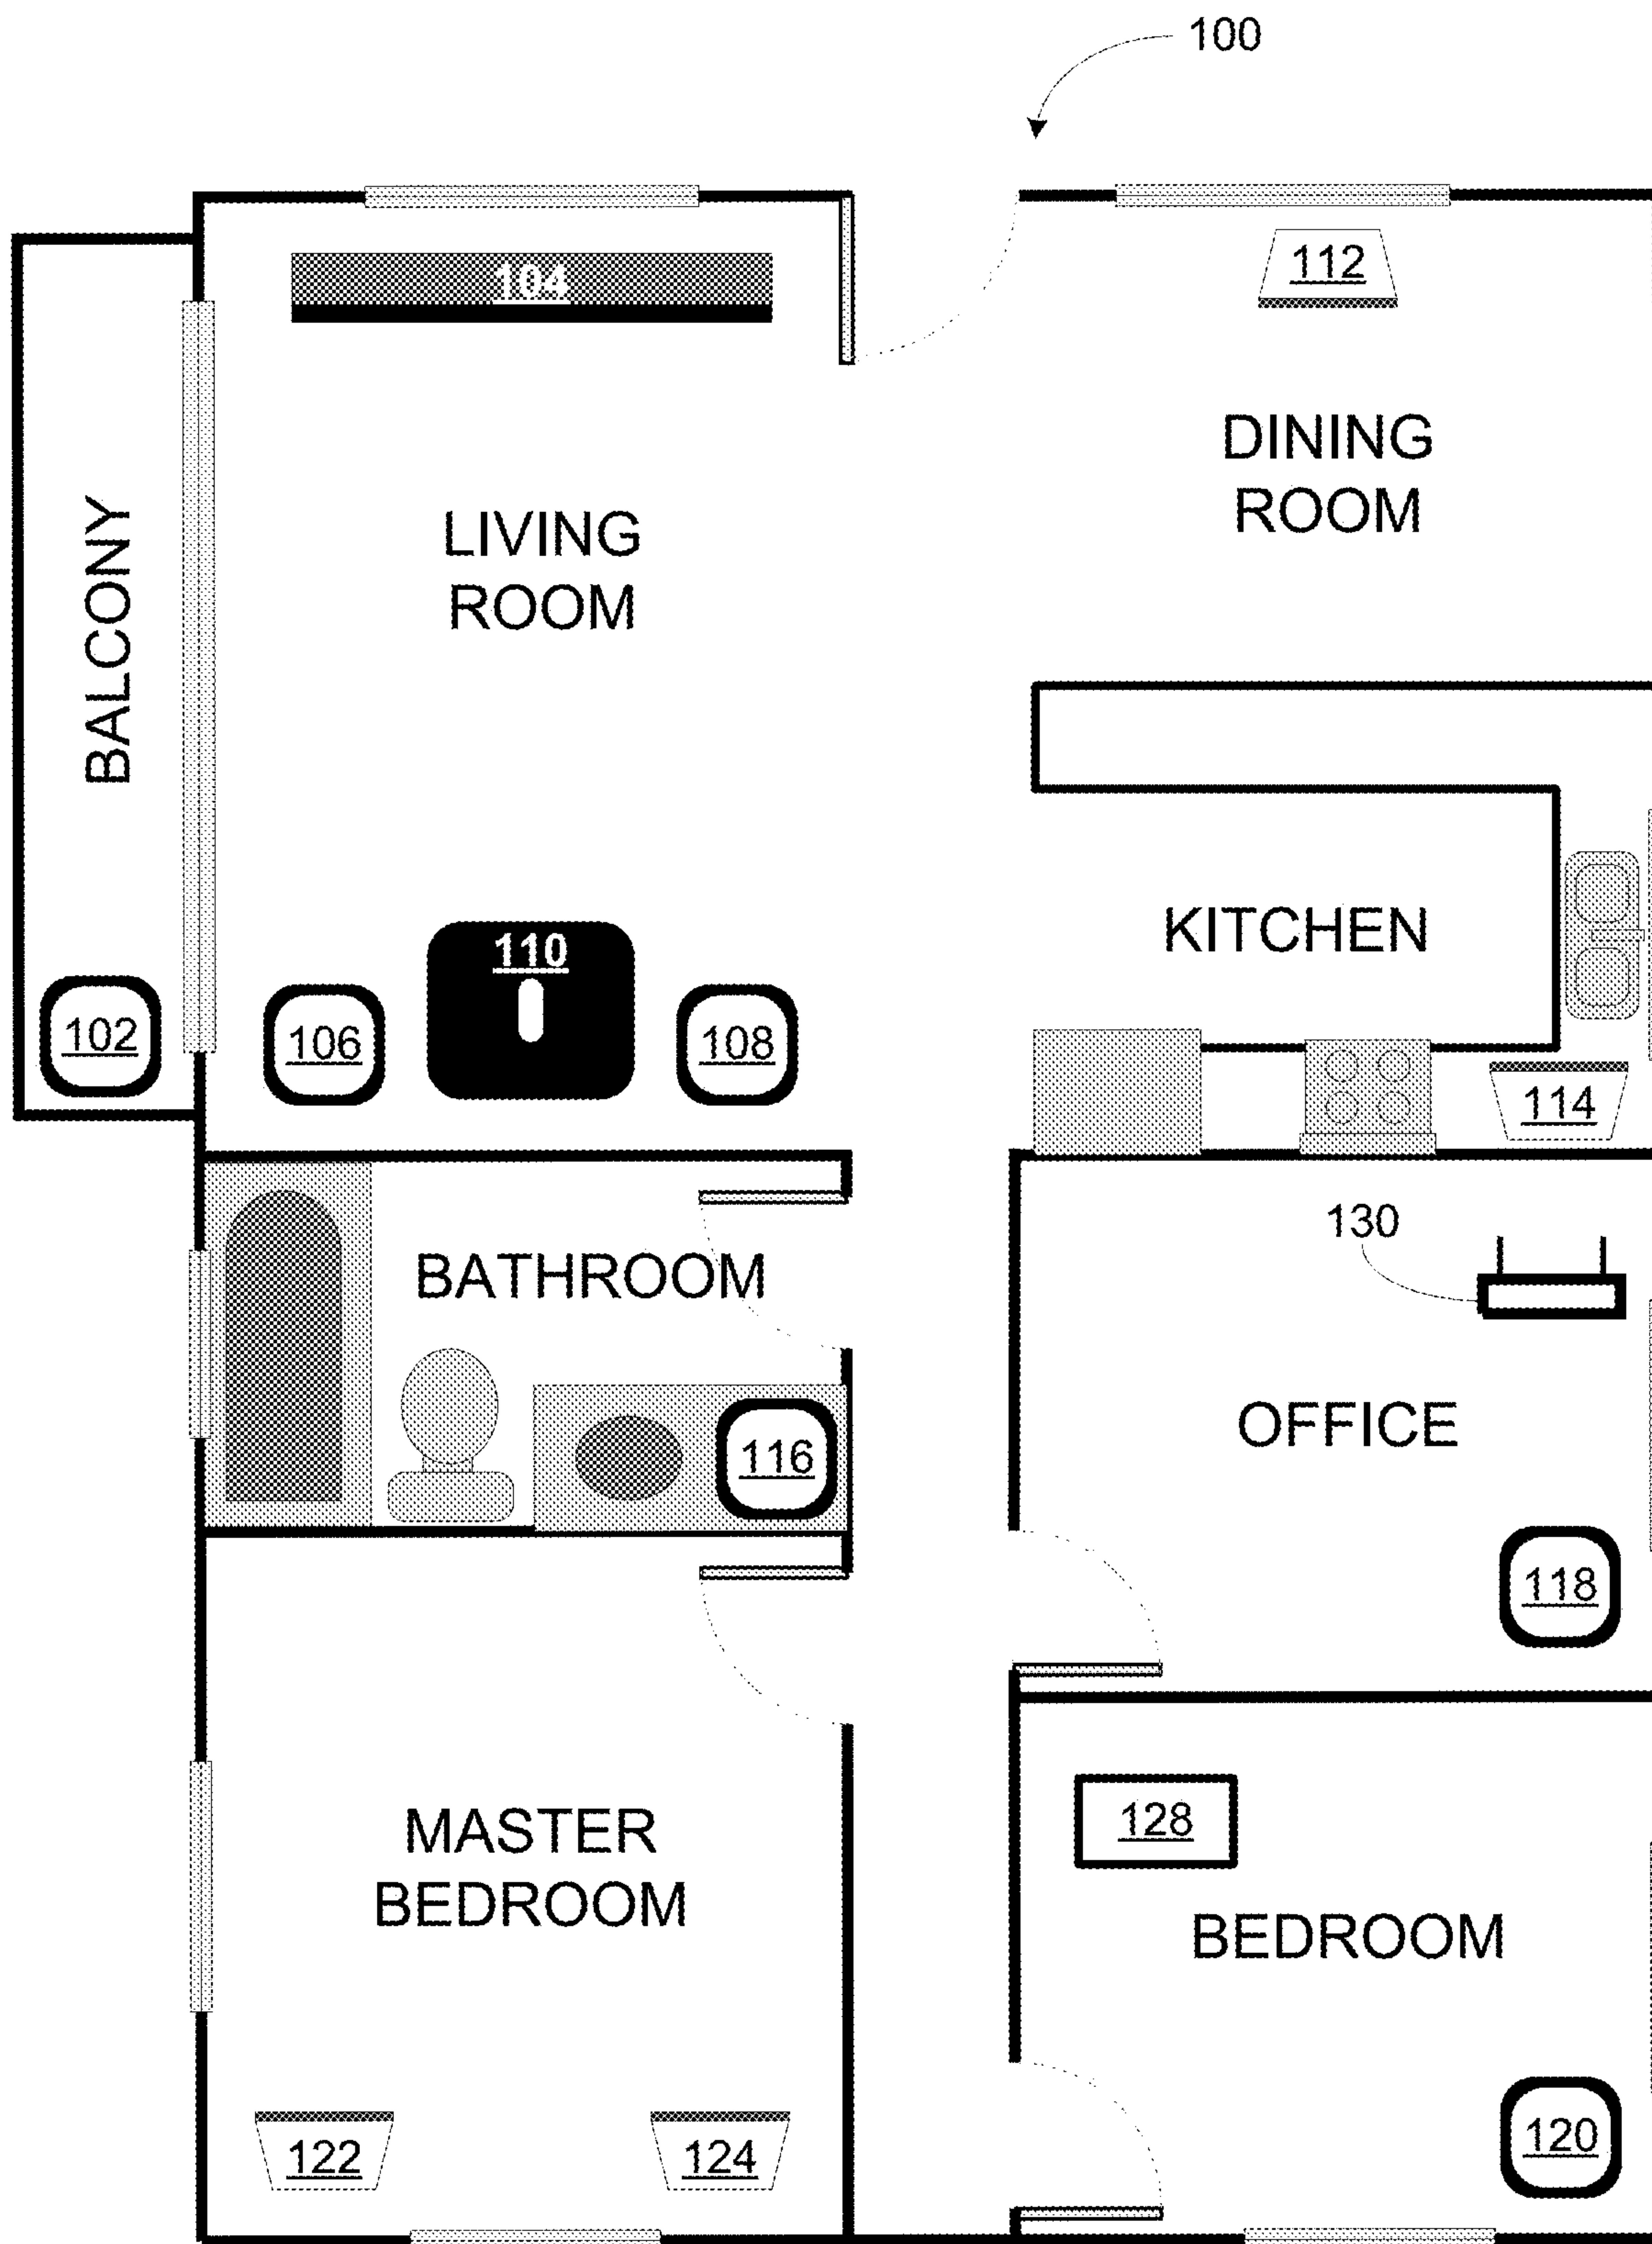 100
104
112
DINING
ROOM
LIVING
ROOM
BALCONY
KITCHEN
110
102
106
108
114
130
BATHROOM
OFFICE
116
118
128
MASTER
BEDROOM
BEDROOM
122
124
120